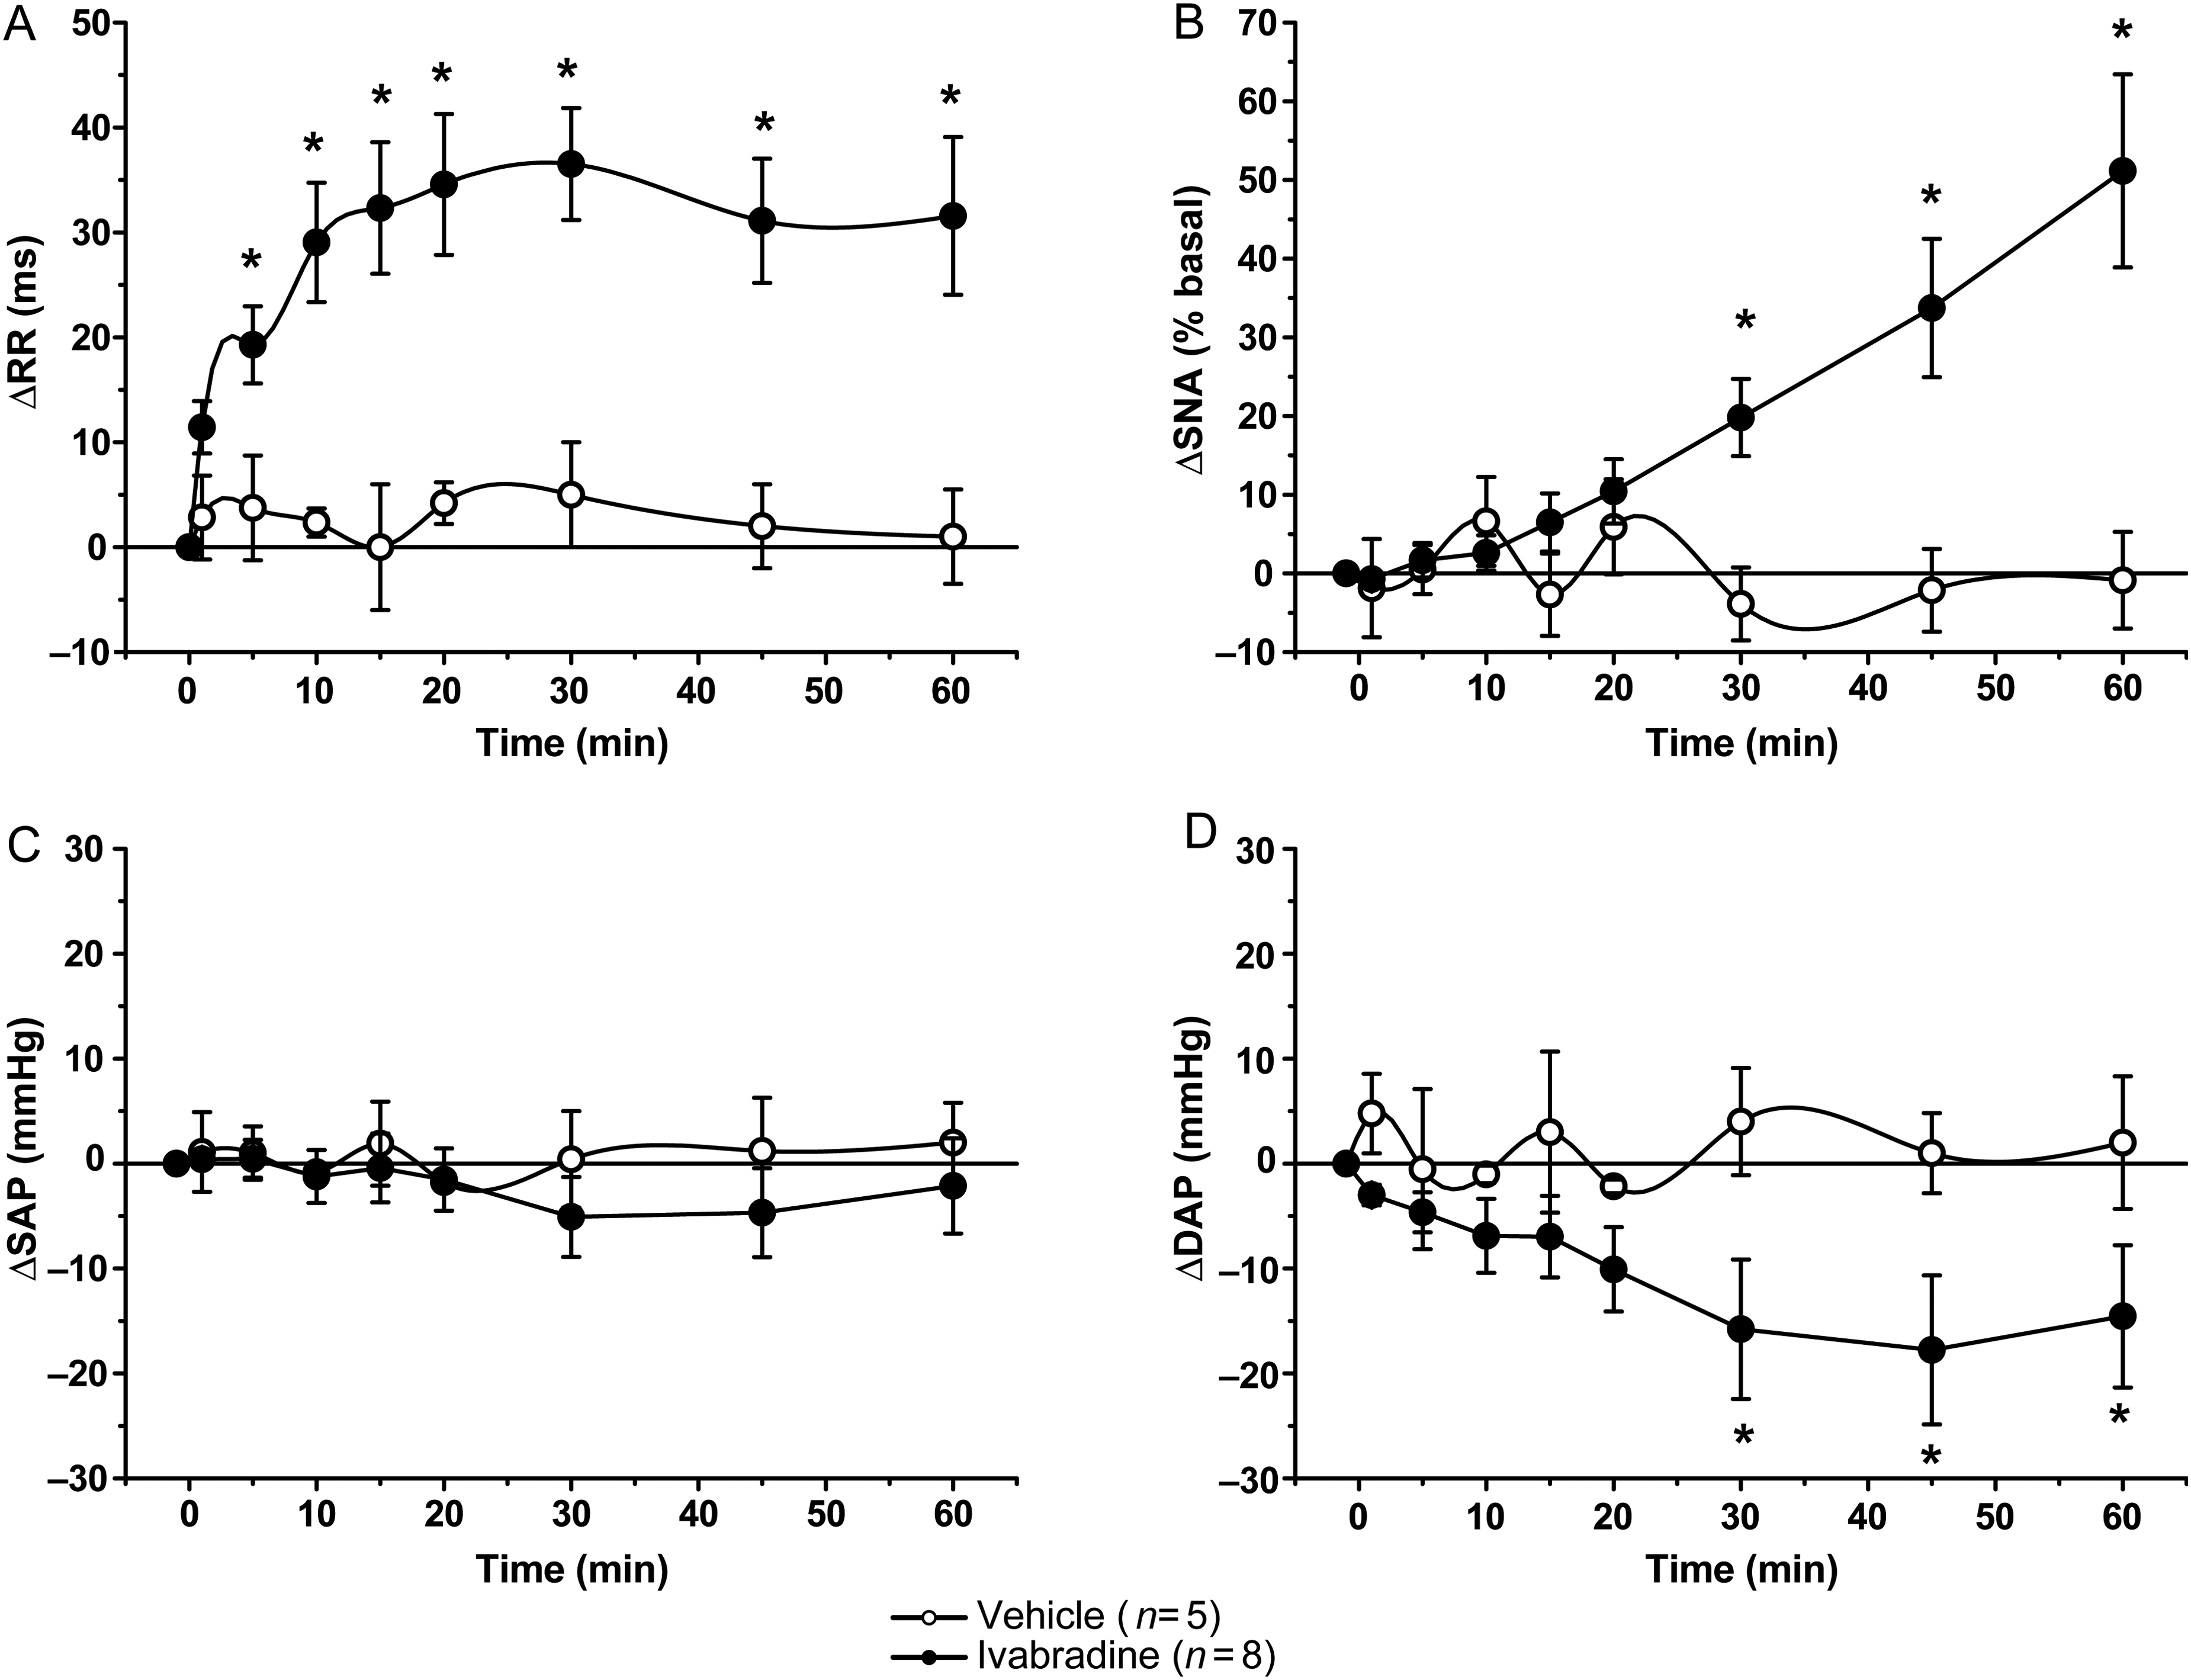 A
50
40
30
20
10
0
–10
ΔRR (ms)
* * * * * * *
0 10 20 30 40 50 60
Time (min)
B
70
60
50
40
30
20
10
0
–10
ΔSNA (% basal)
* * *
0 10 20 30 40 50 60
Time (min)
C
30
20
10
0
–10
–20
–30
ΔSAP (mmHg)
0 10 20 30 40 50 60
Time (min)
D
30
20
10
0
–10
–20
–30
ΔDAP (mmHg)
* * *
0 10 20 30 40 50 60
Time (min)
Vehicle ( n= 5)
Ivabradine (n = 8)